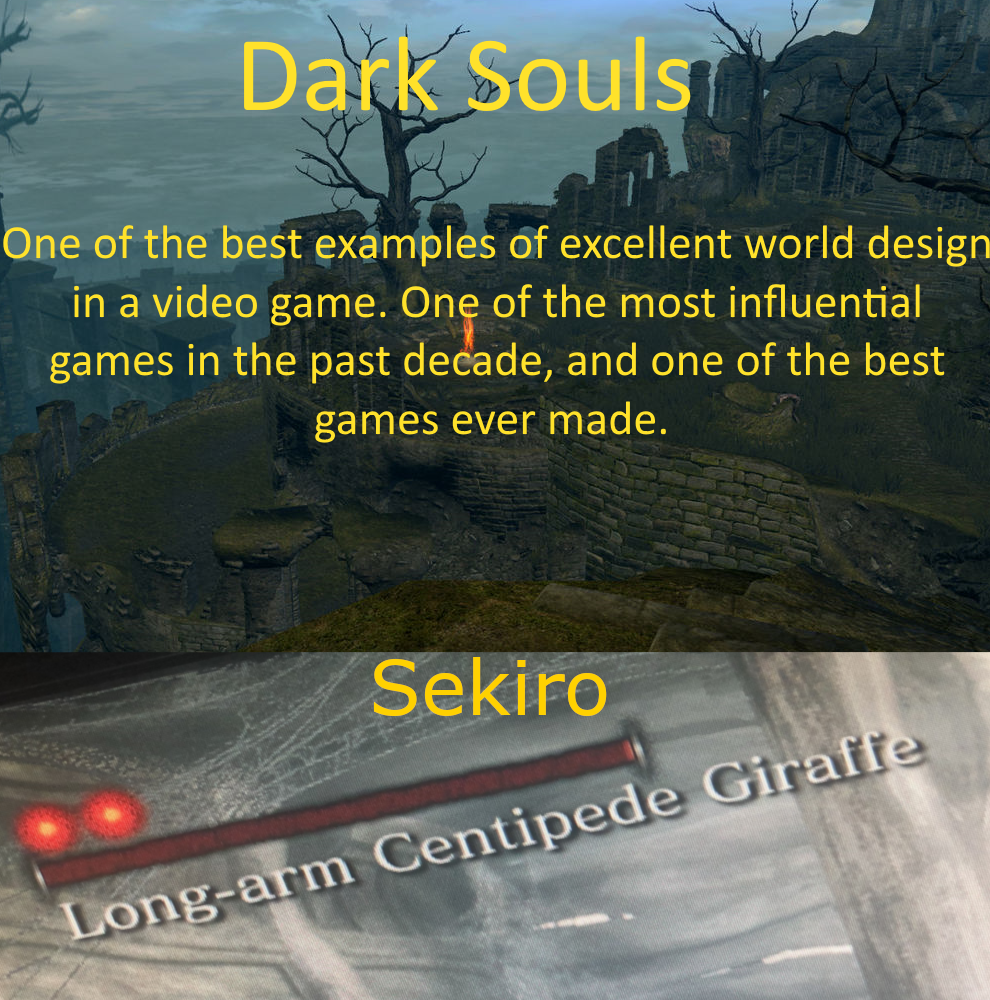 Dark Souls
One of the best examples of excellent world design
in a video game. One of the most influential
games in the past decade, and one of the best
games ever made.
Sekiro
Long-arm Centipede Giraffe